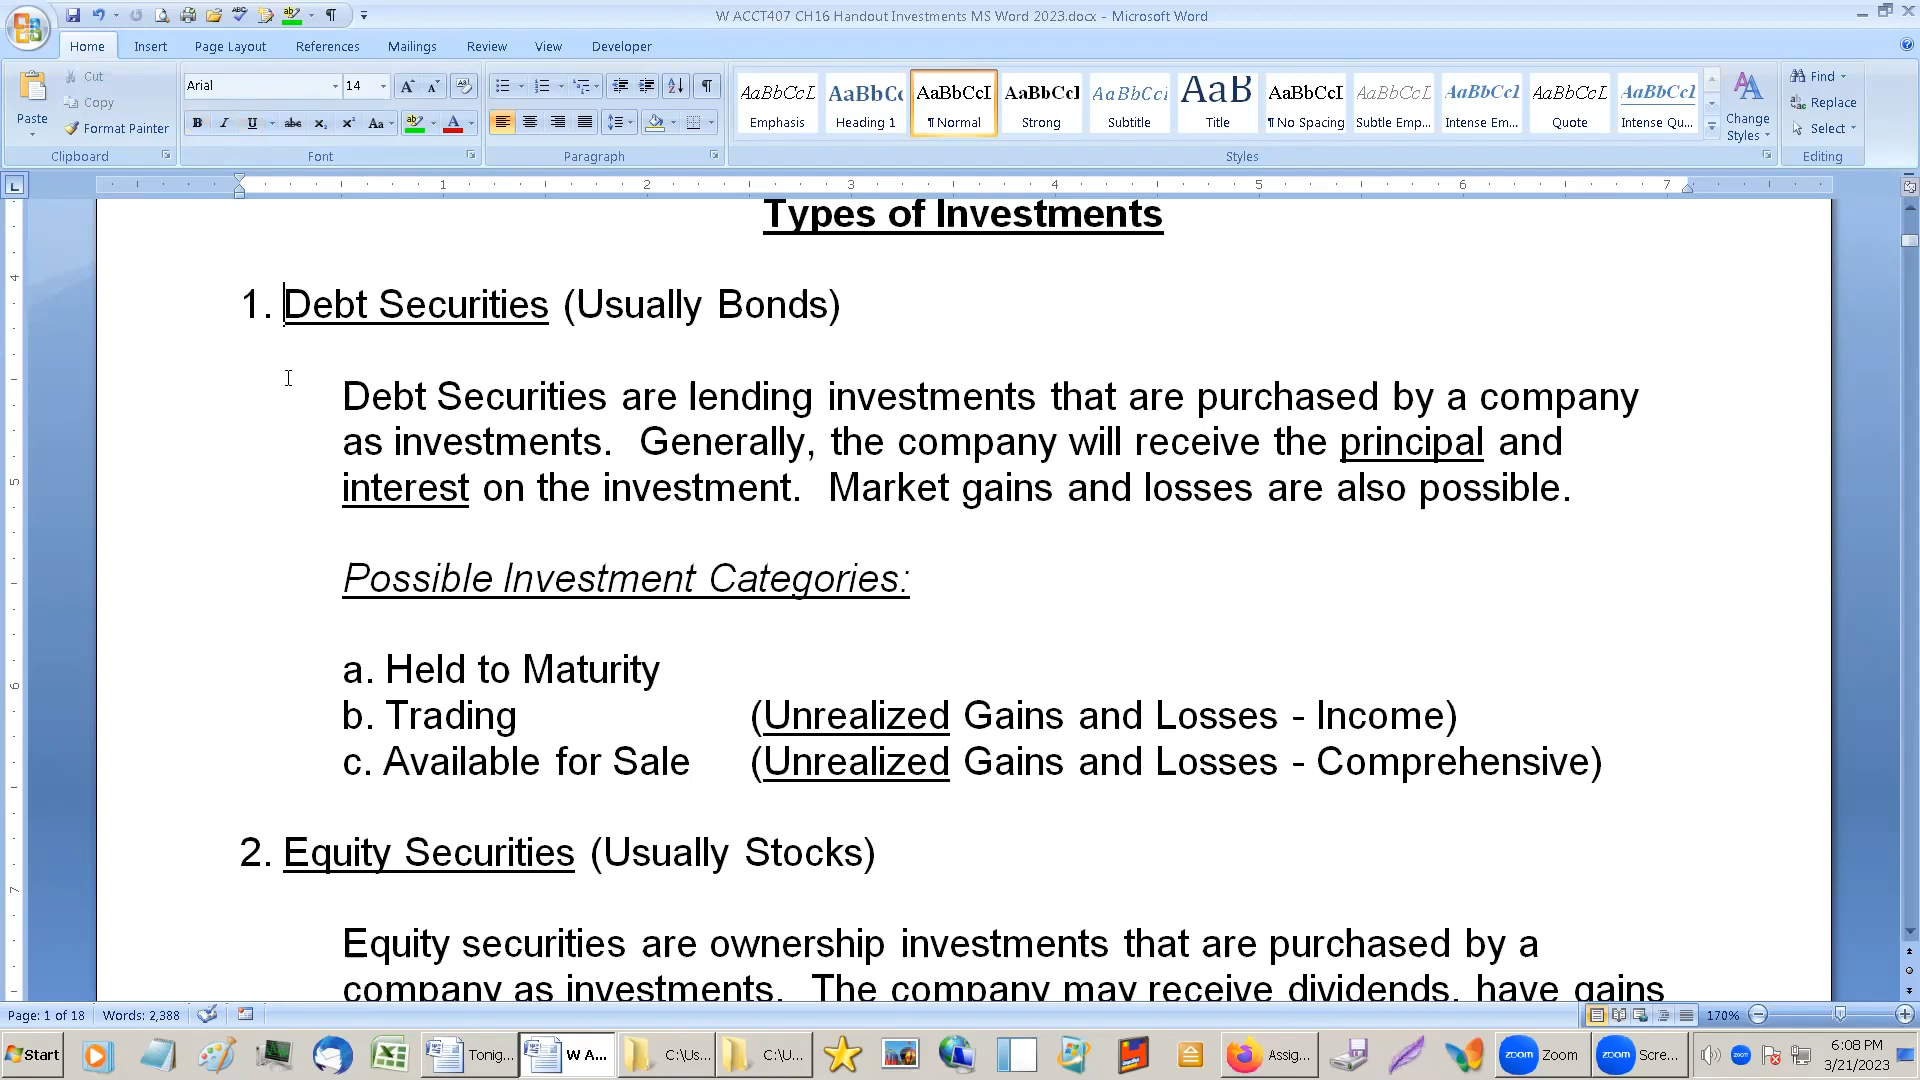 W ACCT407 CH16 Handout Investments MS Word 2023.docx - Microsoft Word
Home Insert Page Layout References Mailings Review View Developer
Paste
Cut
Copy
Format Painter
Clipboard
Arial 14
Font
Paragraph
AaBbCcL AaBbCc AaBbCcI AaBbCcI AaBbCcI AaB AaBbCcI AaBbCcL AaBbCcI AaBbCcL AaBbCcI
Emphasis Heading 1 ¶ Normal Strong Subtitle Title ¶ No Spacing Subtle Emp... Intense Em... Quote Intense Qu...
Change Styles
Styles
Find
Replace
Select
Editing
1 2 3 4 5 6 7
Types of Investments
1. Debt Securities (Usually Bonds)
Debt Securities are lending investments that are purchased by a company
as investments. Generally, the company will receive the principal and
interest on the investment. Market gains and losses are also possible.
Possible Investment Categories:
a. Held to Maturity
b. Trading (Unrealized Gains and Losses - Income)
c. Available for Sale (Unrealized Gains and Losses - Comprehensive)
2. Equity Securities (Usually Stocks)
Equity securities are ownership investments that are purchased by a
company as investments. The company may receive dividends, have gains
Page: 1 of 18 Words: 2,388 170%
Start Tonig... W A... C:\Us... C:\U... Assig... zoom Zoom zoom Scre... 6:08 PM
3/21/2023